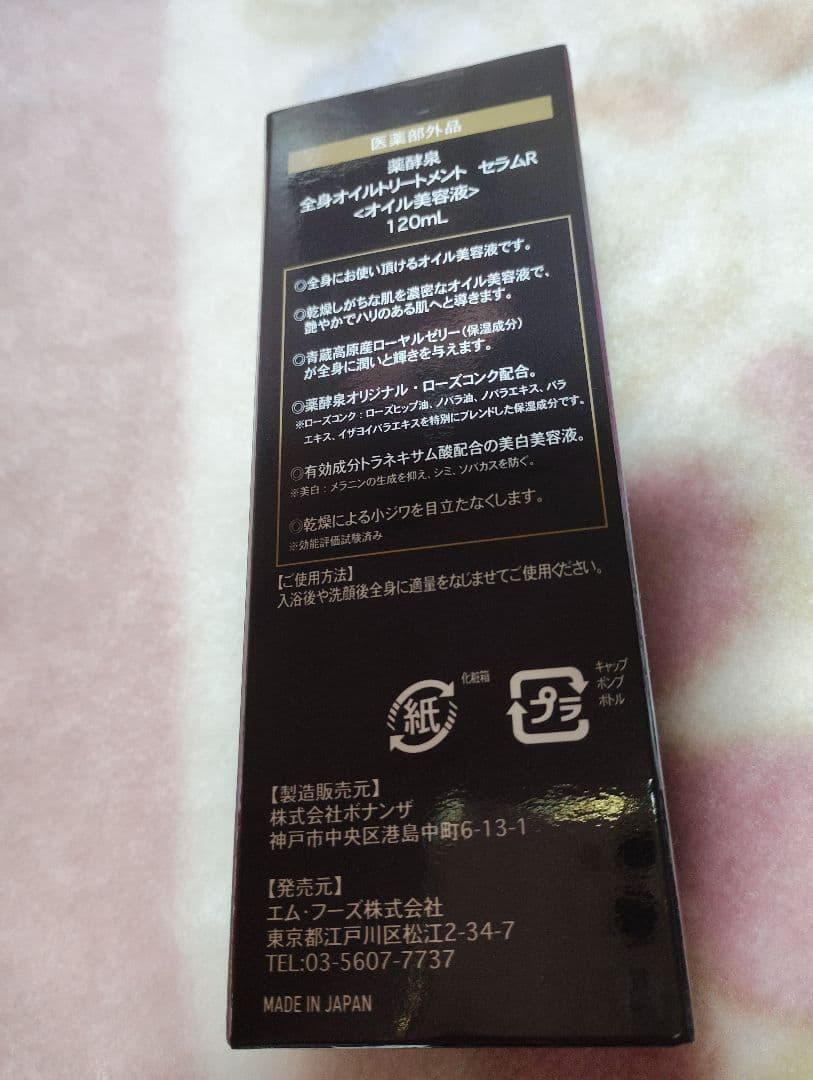 医薬部外品
薬酵泉
全身オイルトリートメント セラムR
<オイル美容液>
120mL
◎全身にお使い頂けるオイル美容液です。
◎乾燥しがちな肌を濃密なオイル美容液で、
艶やかでハリのある肌へと導きます。
◎青蔵高原産ローヤルゼリー(保湿成分)
が全身に潤いと輝きを与えます。
◎薬酵泉オリジナル・ローズコンク配合。
※ローズコンク:ローズヒップ油、ノバラ油、ノバラエキス、バラ
エキス、イザヨイバラエキスを特別にブレンドした保湿成分です。
◎有効成分トラネキサム酸配合の美白美容液。
※美白:メラニンの生成を抑え、シミ、ソバカスを防ぐ。
◎乾燥による小ジワを目立たなくします。
※効能評価試験済み
【ご使用方法】
入浴後や洗顔後全身に適量をなじませてご使用ください。
紙
化粧箱
プラ
キャップ
ポンプ
ボトル
【製造販売元】
株式会社ボナンザ
神戸市中央区港島中町6-13-1
【発売元】
エム・フーズ株式会社
東京都江戸川区松江2-34-7
TEL:03-5607-7737
MADE IN JAPAN